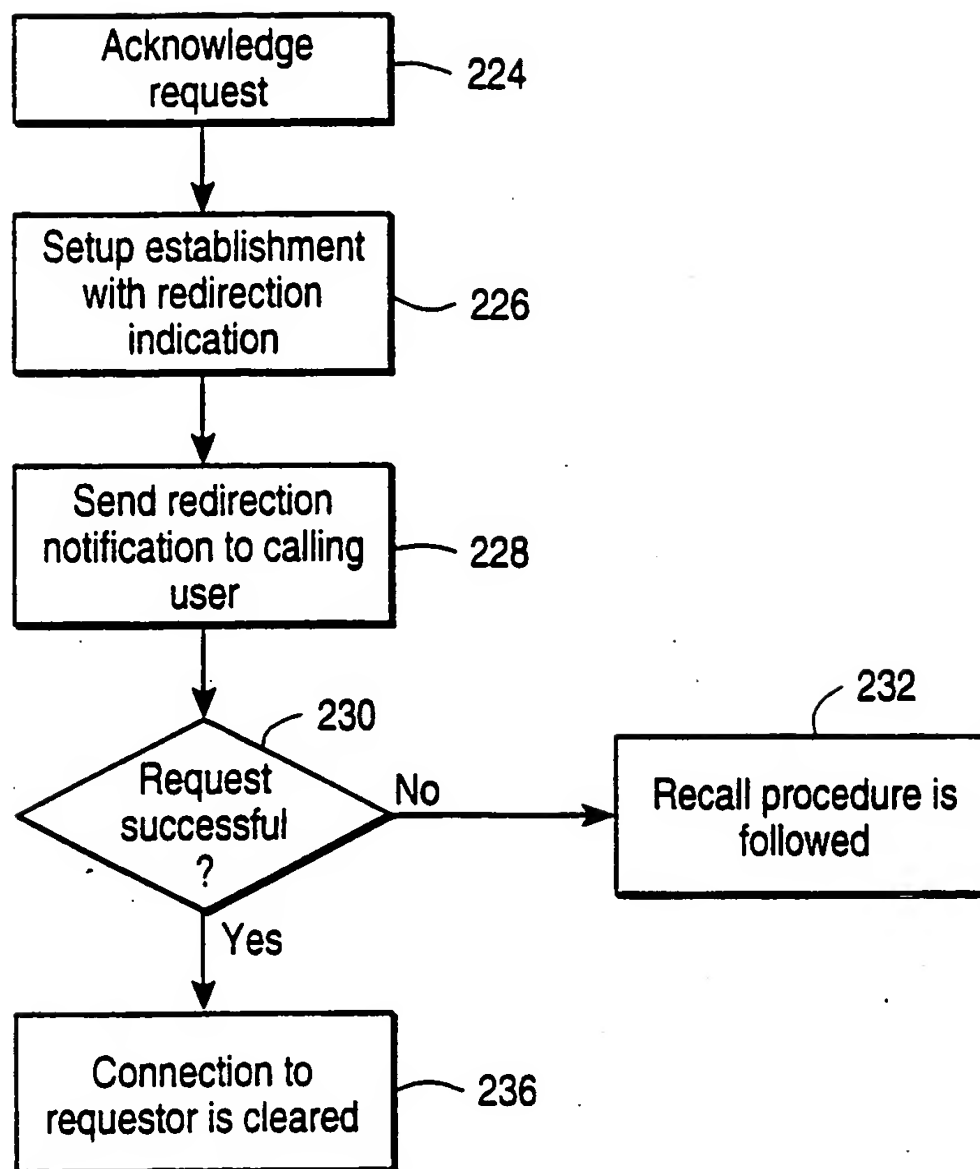 Acknowledge
request
224
Setup establishment
with redirection
indication
226
Send redirection
notification to calling
user
228
230
Request
successful
?
No
232
Recall procedure is
followed
Yes
Connection to
requestor is cleared
236